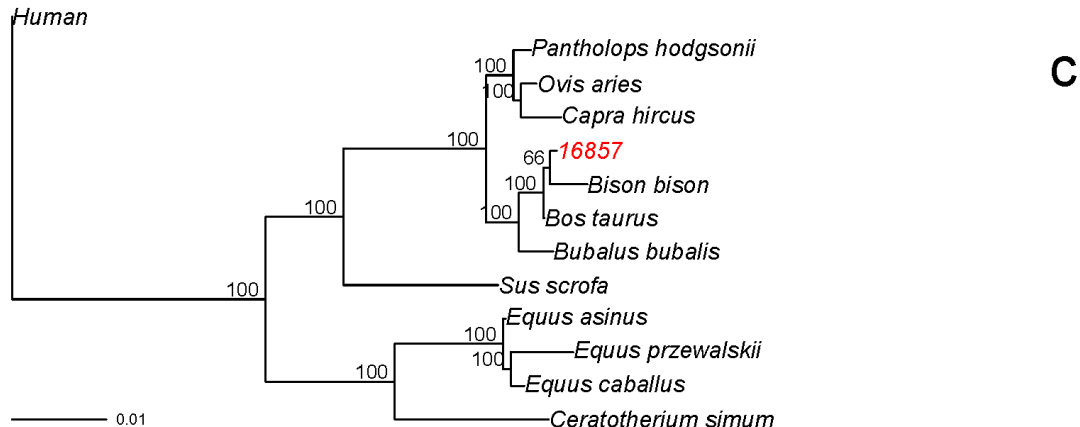 Human
Pantholops hodgsonii
C
100
Ovis aries
100
Capra hircus
100
16857
66
Bison bison
100
100
Bos taurus
100
Bubalus bubalis
Sus scrofa
100
Equus asinus
100
Equus przewalskii
100
100
Equus caballus
Ceratotherium simum
0.01